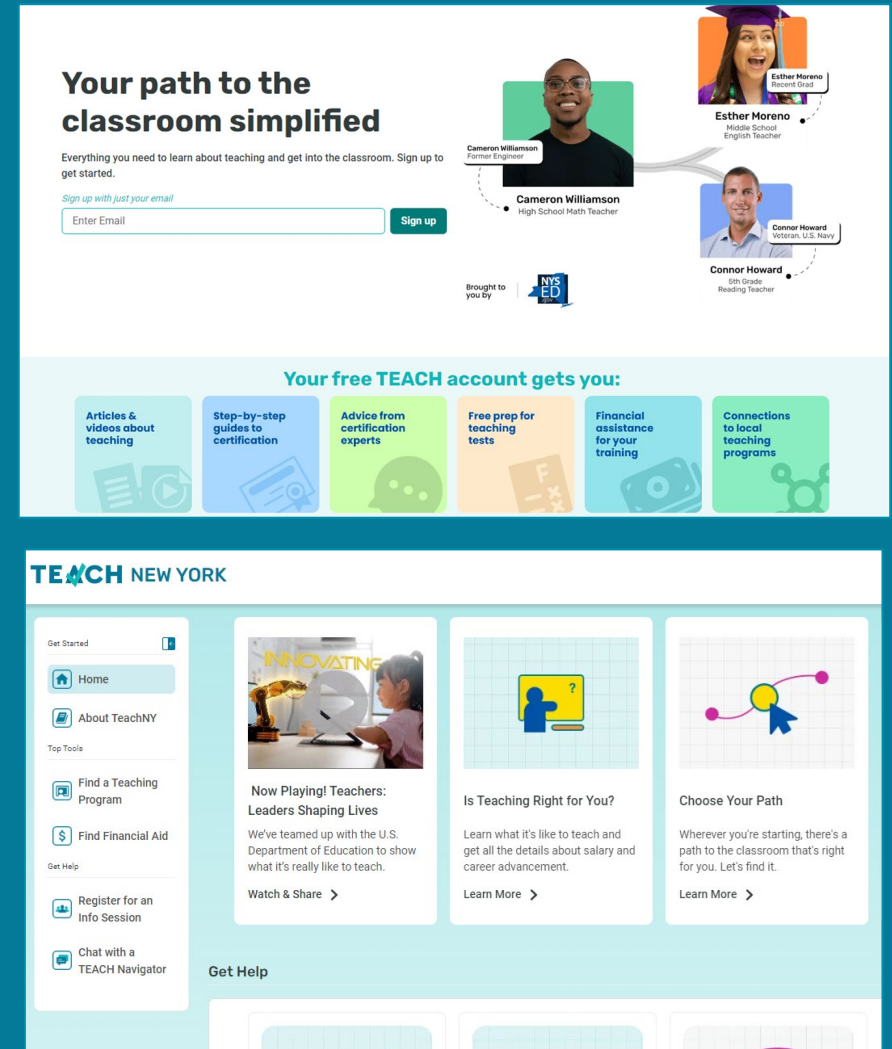 Your path to the
classroom simplified
Everything you need to learn about teaching and get into the classroom. Sign up to
get started.
Sign up with just your email
Enter Email
Sign up
Esther Moreno
Recent Grad
Esther Moreno
Middle School
English Teacher
Cameron Williamson
Former Engineer
Cameron Williamson
High School Math Teacher
Connor Howard
Veteran, U.S. Navy
Connor Howard
5th Grade
Reading Teacher
Brought to
you by
NYS
ED
Your free TEACH account gets you:
Articles &
videos about
teaching
Step-by-step
guides to
certification
Advice from
certification
experts
Free prep for
teaching
tests
F
x
x
Financial
assistance
for your
training
Connections
to local
teaching
programs
TEACH NEW YORK
Get Started
Home
About TeachNY
Top Tools
Find a Teaching
Program
$
Find Financial Aid
Get Help
Register for an
Info Session
Chat with a
TEACH Navigator
INNOVATING
Now Playing! Teachers:
Leaders Shaping Lives
We've teamed up with the U.S.
Department of Education to show
what it's really like to teach.
Watch & Share
?
Is Teaching Right for You?
Learn what it's like to teach and
get all the details about salary and
career advancement.
Learn More
Choose Your Path
Wherever you're starting, there's a
path to the classroom that's right
for you. Let's find it.
Learn More
Get Help